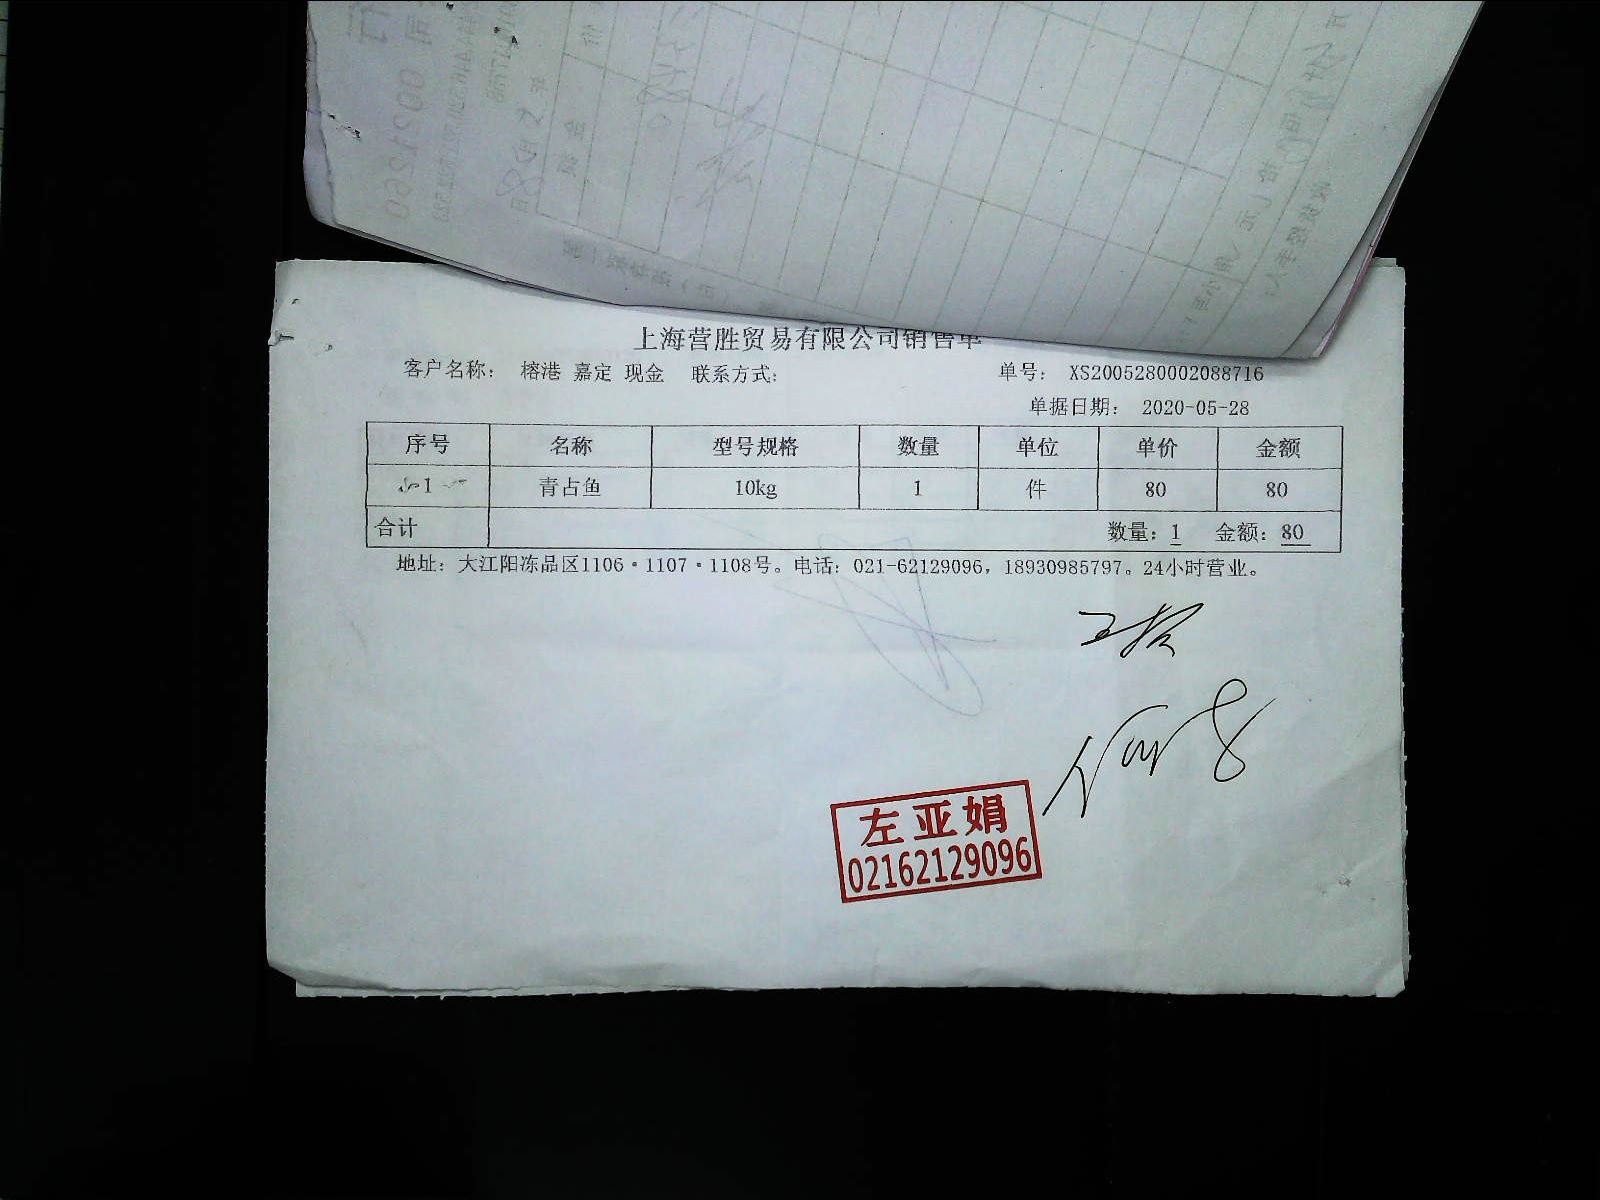 上海营胜贸易有限公司销售单
客户名称： 榕港 嘉定 现金 联系方式： 单号： XS2005280002088716
单据日期： 2020-05-28
序号 名称 型号规格 数量 单位 单价 金额
1 青占鱼 10kg 1 件 80 80
合计 数量：1 金额：80
地址：大江阳冻品区1106·1107·1108号。电话：021-62129096，18930985797。24小时营业。
左亚娟
02162129096